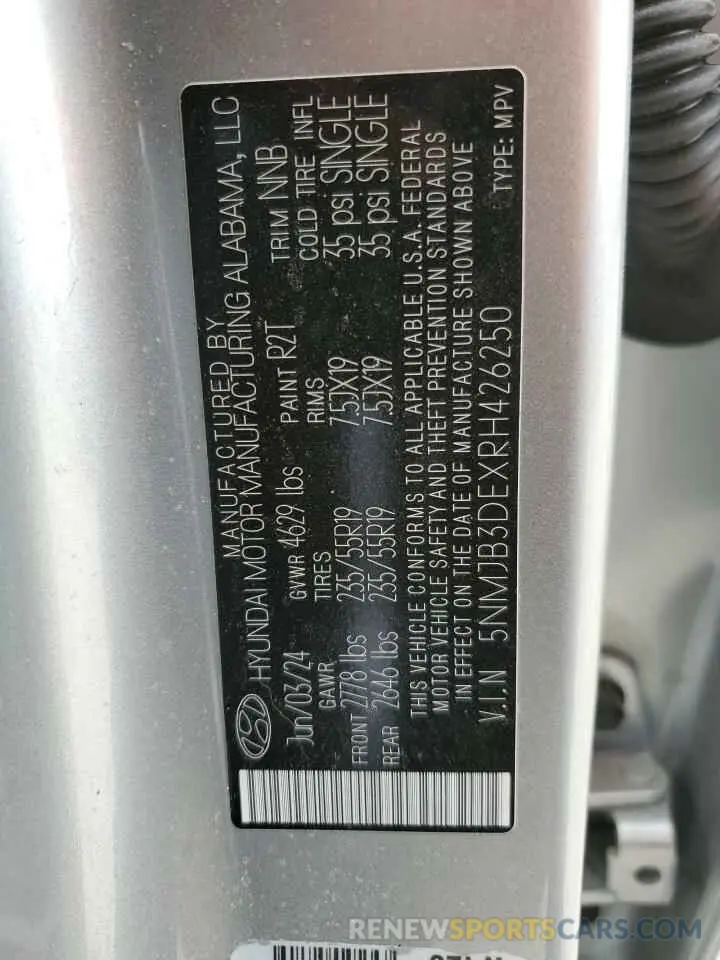 MANUFACTURED BY
HYUNDAI MOTOR MANUFACTURING ALABAMA, LLC
Jun/03/24 GVWR 4629 lbs PAINT R2T TRIM NNB
GAWR TIRES RIMS COLD TIRE INFL
FRONT 2778 lbs 235/55R19 7.5JX19 35 psi SINGLE
REAR 2646 lbs 235/55R19 7.5JX19 35 psi SINGLE
THIS VEHICLE CONFORMS TO ALL APPLICABLE U.S.A. FEDERAL
MOTOR VEHICLE SAFETY AND THEFT PREVENTION STANDARDS
IN EFFECT ON THE DATE OF MANUFACTURE SHOWN ABOVE
V.I.N 5NMJB3DEXRH426250 TYPE: MPV
RENEWSPORTSCARS.COM